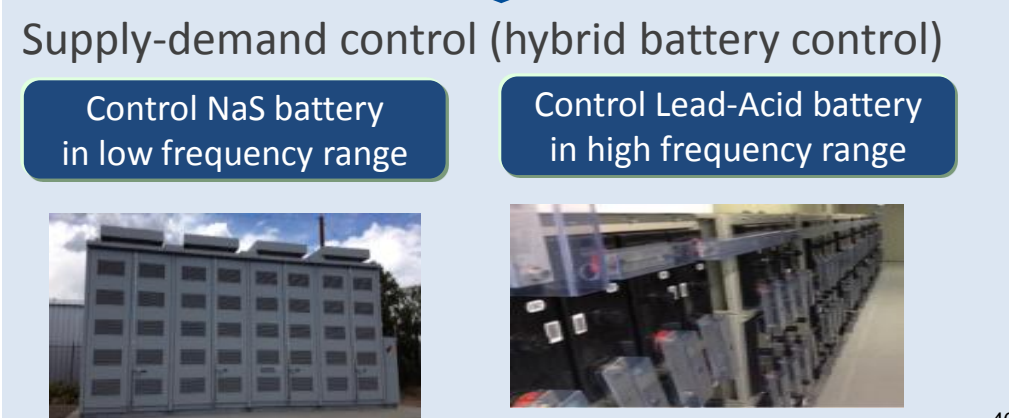 Supply-demand control (hybrid battery control)
Control NaS battery
in low frequency range
Control Lead-Acid battery
in high frequency range